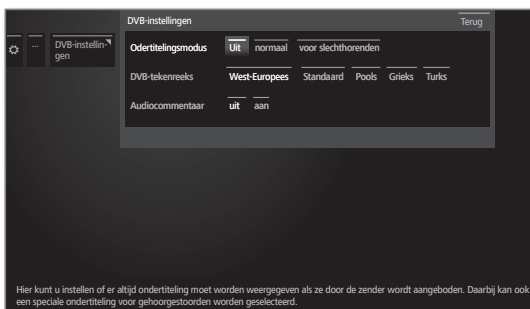 DVB-instellingen Terug
... DVB-instellin-
gen
Odertitelingsmodus Uit normaal voor slechthorenden
DVB-tekenreeks West-Europees Standaard Pools Grieks Turks
Audiocommentaar uit aan
Hier kunt u instellen of er altijd ondertiteling moet worden weergegeven als ze door de zender wordt aangeboden. Daarbij kan ook
een speciale ondertiteling voor gehoorgestoorden worden geselecteerd.